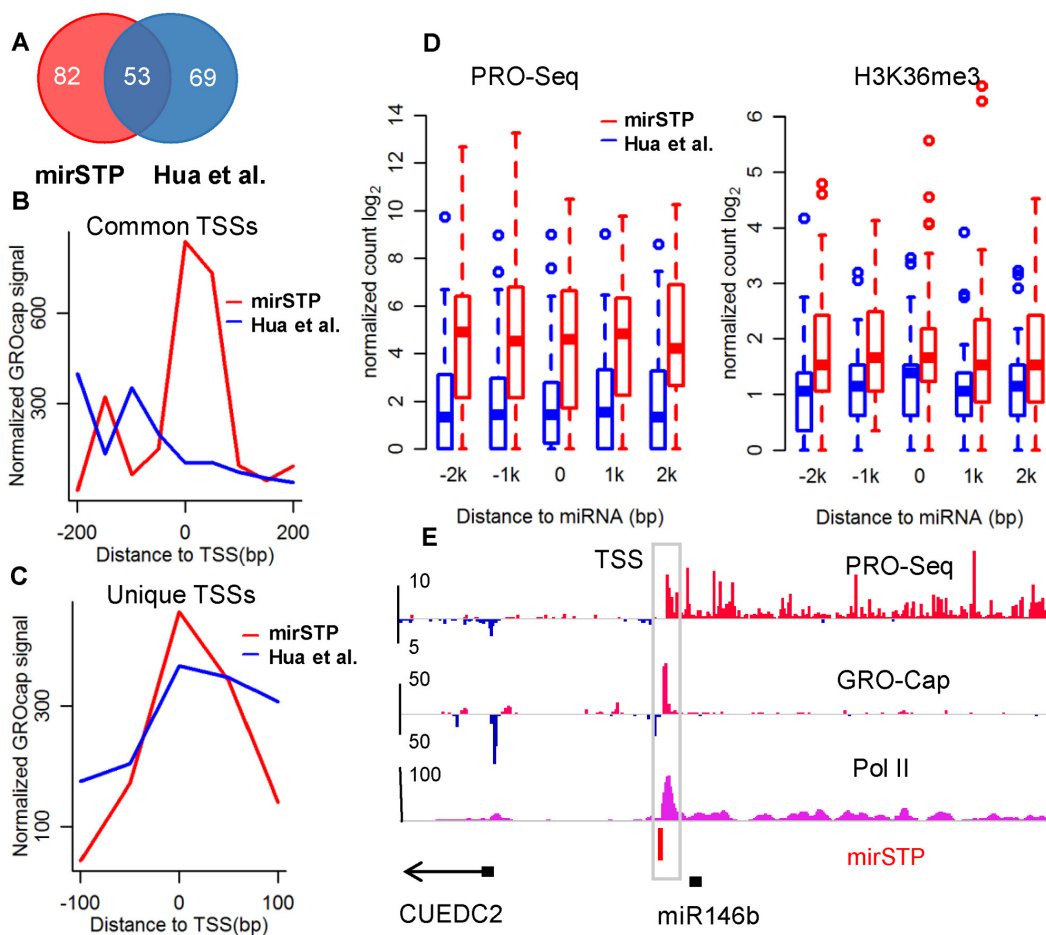 A
82 53 69
mirSTP Hua et al.
B
Common TSSs
mirSTP
Hua et al.
Normalized GROcap signal
600
300
-200 0 200
Distance to TSS(bp)
C
Unique TSSs
mirSTP
Hua et al.
Normalized GROcap signal
300
100
-100 0 100
Distance to TSS(bp)
D
PRO-Seq
mirSTP
Hua et al.
normalized count log2
14
12
10
8
6
4
2
0
-2k -1k 0 1k 2k
Distance to miRNA (bp)
H3K36me3
normalized count log2
6
5
4
3
2
1
0
-2k -1k 0 1k 2k
Distance to miRNA (bp)
E
TSS
PRO-Seq
10
5
GRO-Cap
50
50
Pol II
100
mirSTP
CUEDC2
miR146b